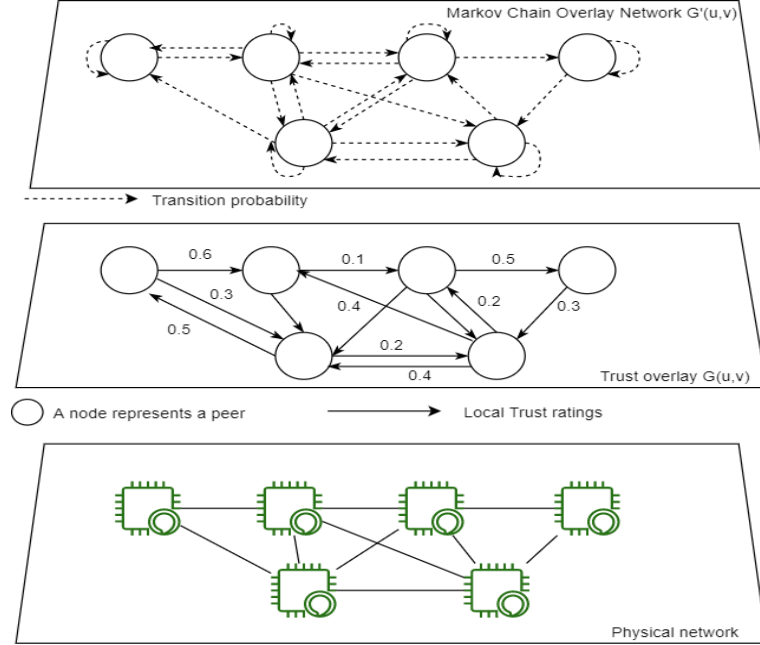 Markov Chain Overlay Network G'(u,v)
Transition probability
0.6
0.1
0.5
0.3
0.4
0.2
0.3
0.5
0.2
0.4
Trust overlay G(u,v)
A node represents a peer
Local Trust ratings
Physical network